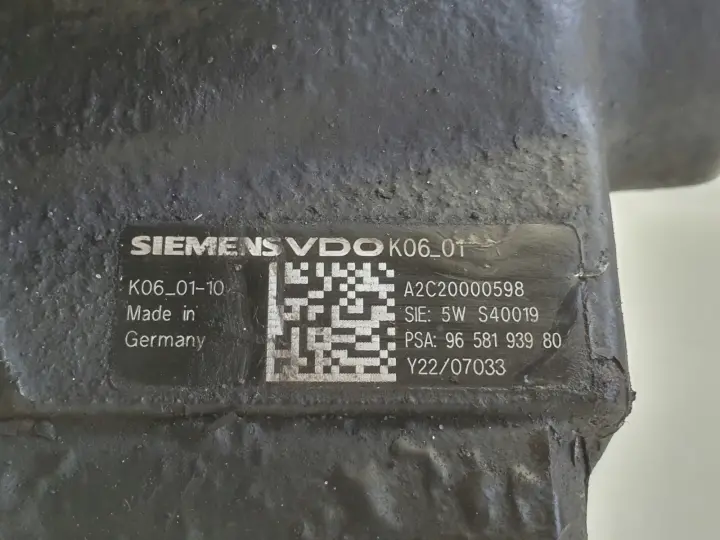 SIEMENS VDO K06_01
K06_01-10
Made in
Germany
A2C20000598
SIE: 5W S40019
PSA: 96 581 939 80
Y22/07033